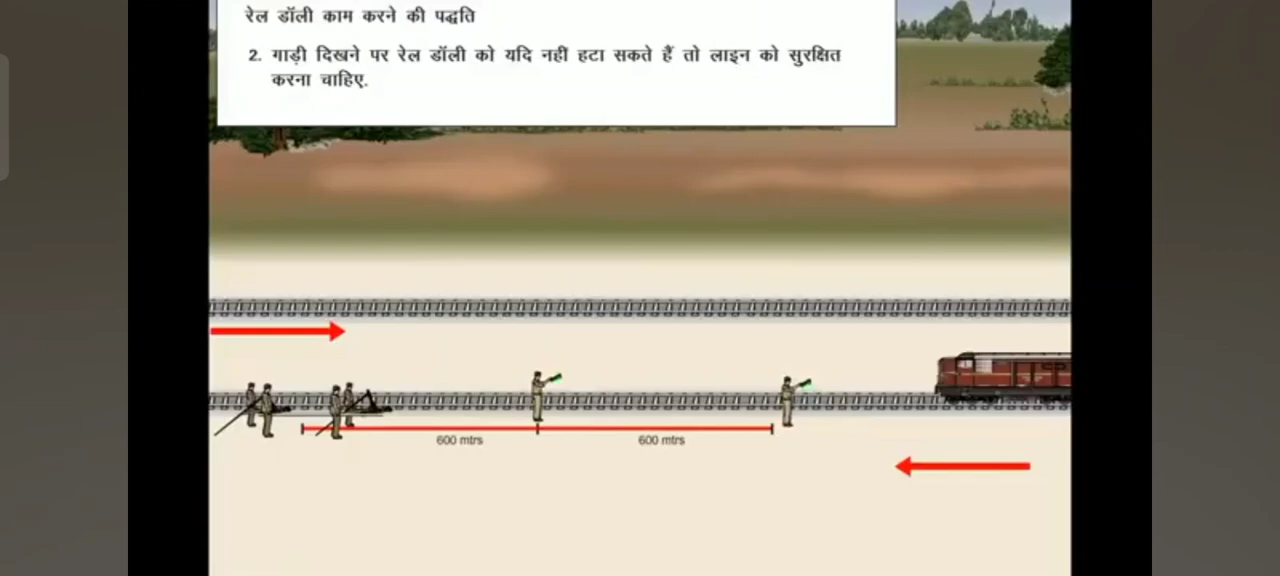 रेल डॉली काम करने की पद्धति
2. गाड़ी दिखने पर रेल डॉली को यदि नहीं हटा सकते हैं तो लाइन को सुरक्षित
करना चाहिए.
600 mtrs
600 mtrs